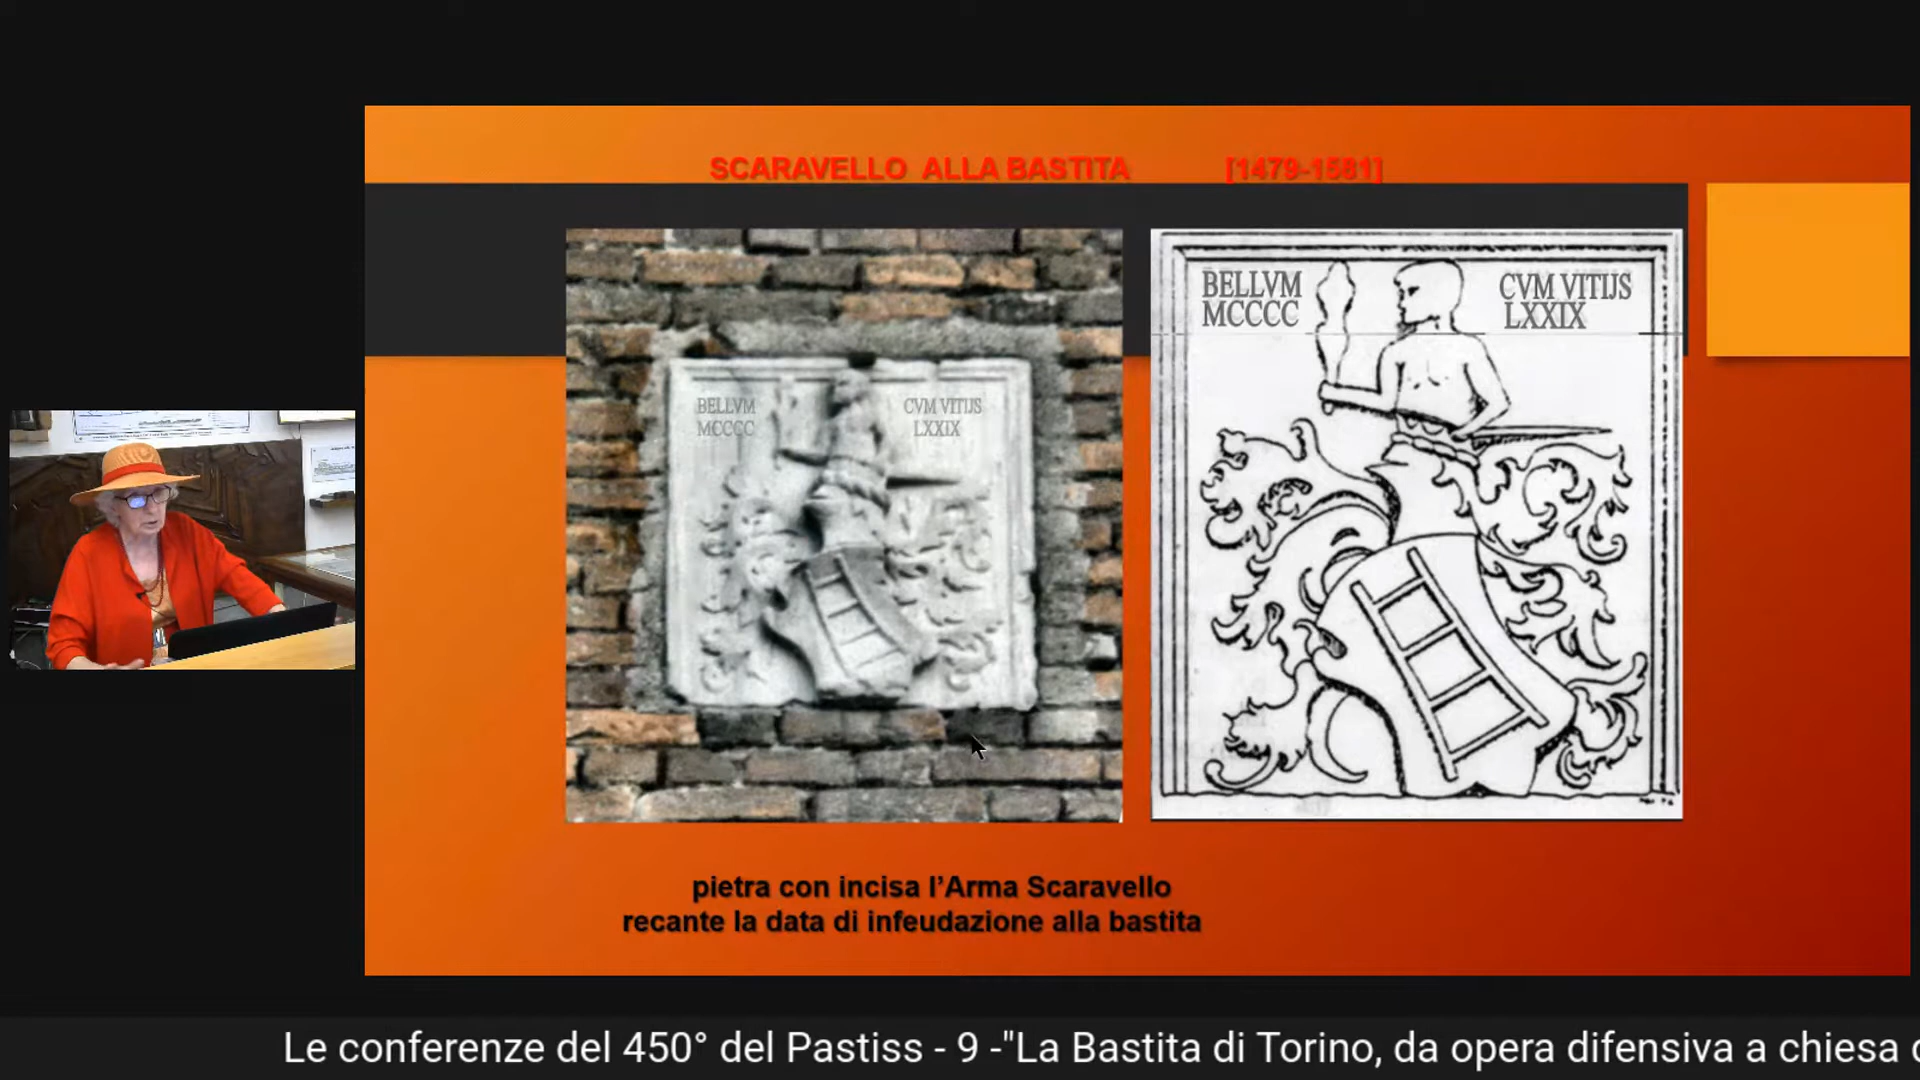 SCARAVELLO ALLA BASTITA [1479-1581]
BELLVM
MCCCC
CVM VITIJS
LXXIX
BELLVM
MCCCC
CVM VITIJS
LXXIX
pietra con incisa l’Arma Scaravello
recante la data di infeudazione alla bastita
Le conferenze del 450° del Pastiss - 9 -"La Bastita di Torino, da opera difensiva a chiesa